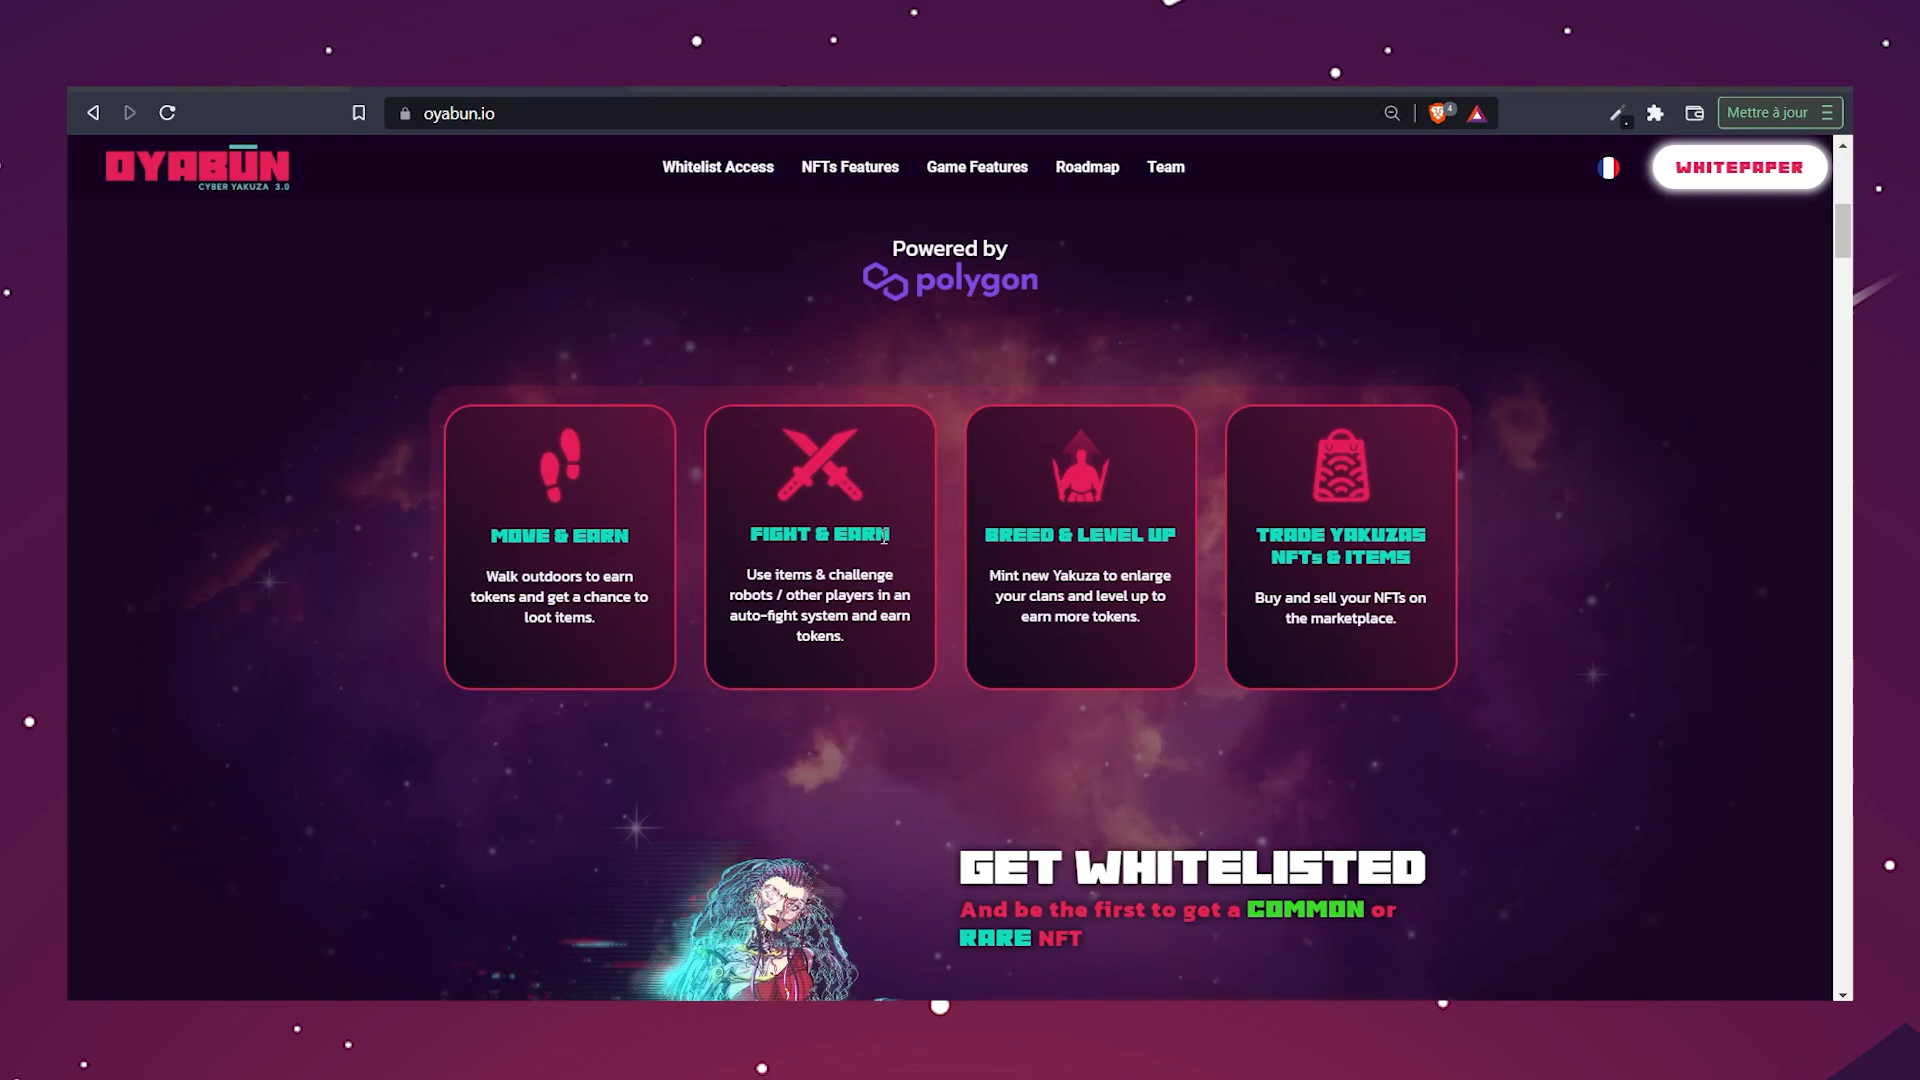 oyabun.io
4
Mettre à jour
OYABUN
CYBER YAKUZA 3.0
Whitelist Access
NFTs Features
Game Features
Roadmap
Team
WHITEPAPER
Powered by
polygon
MOVE & EARN
Walk outdoors to earn
tokens and get a chance to
loot items.
FIGHT & EARN
Use items & challenge
robots / other players in an
auto-fight system and earn
tokens.
BREED & LEVEL UP
Mint new Yakuza to enlarge
your clans and level up to
earn more tokens.
TRADE YAKUZAS
NFTs & ITEMS
Buy and sell your NFTs on
the marketplace.
GET WHITELISTED
And be the first to get a COMMON or
RARE NFT